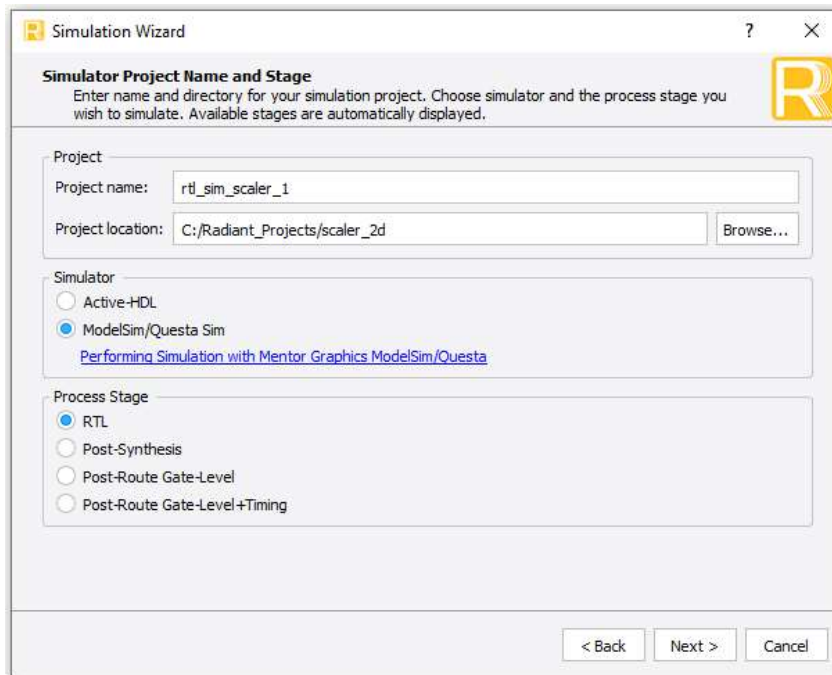 Simulation Wizard
?
Simulator Project Name and Stage
Enter name and directory for your simulation project. Choose simulator and the process stage you
wish to simulate. Available stages are automatically displayed.
Project
Project name: rtl_sim_scaler_1
Project location: C:/Radiant_Projects/scaler_2d Browse...
Simulator
Active-HDL
ModelSim/Questa Sim
Performing Simulation with Mentor Graphics ModelSim/Questa
Process Stage
RTL
Post-Synthesis
Post-Route Gate-Level
Post-Route Gate-Level+Timing
< Back Next > Cancel